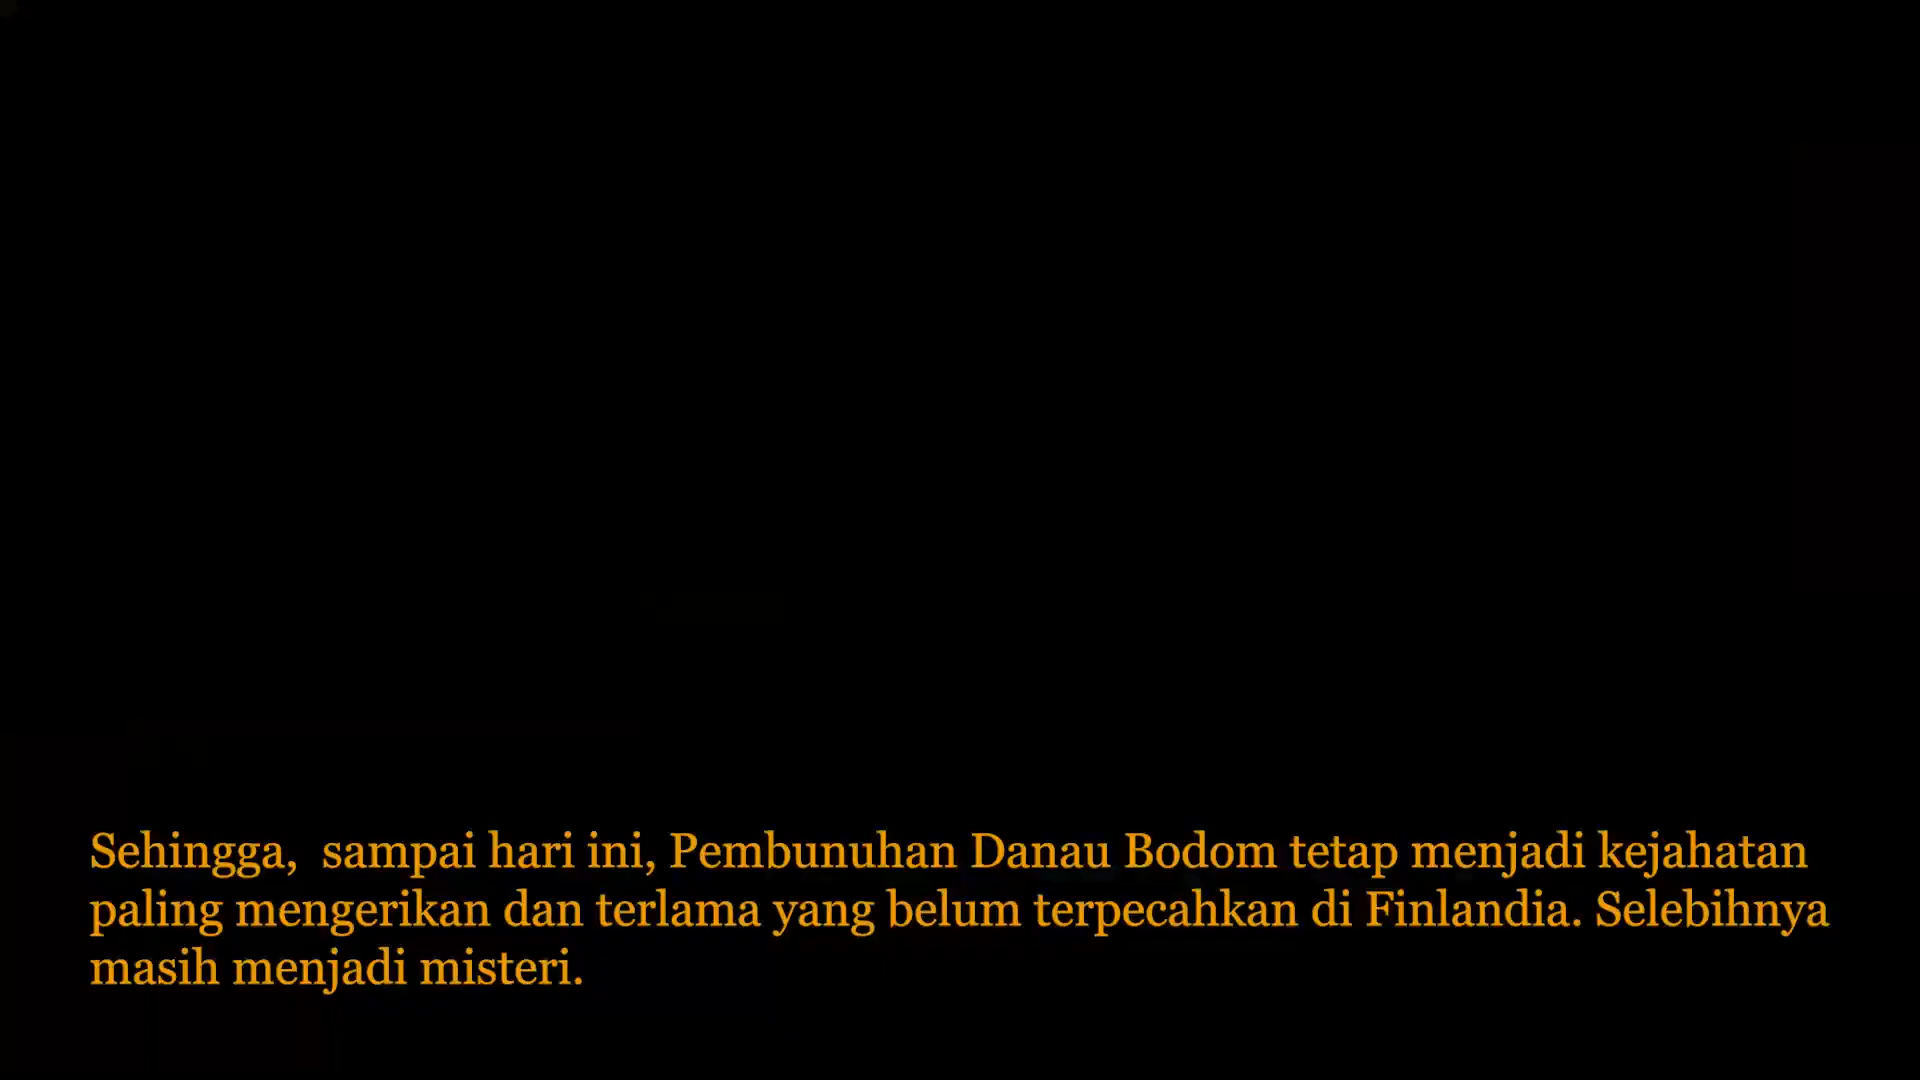 Sehingga,  sampai hari ini, Pembunuhan Danau Bodom tetap menjadi kejahatan
paling mengerikan dan terlama yang belum terpecahkan di Finlandia. Selebihnya
masih menjadi misteri.